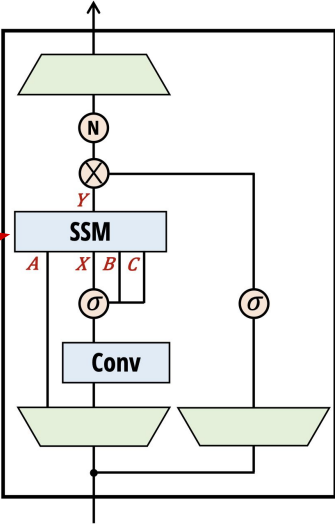 N
Y
SSM
A X B C
σ σ
Conv